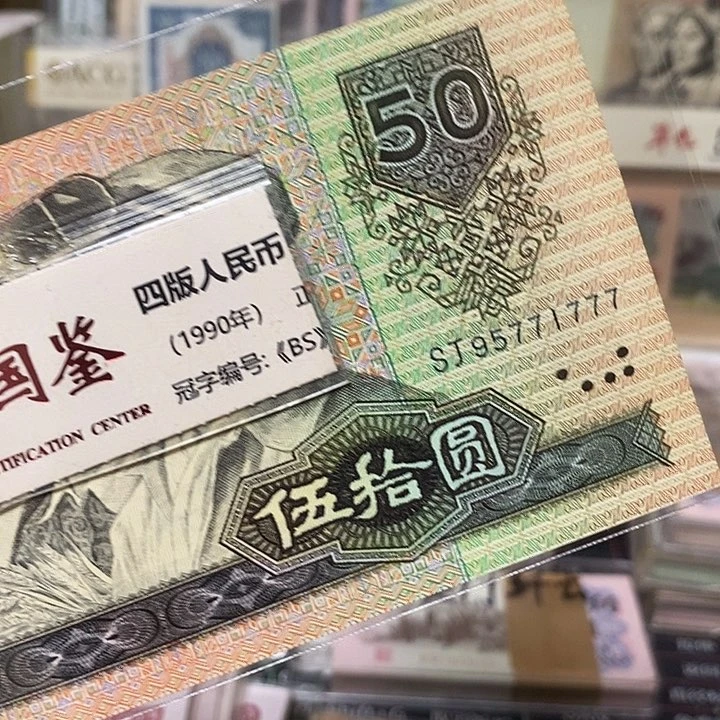 50
四版人民币
(1990年) 正
国鉴
冠字编号:《BS》
TIFICATION CENTER
SJ95771777
伍拾圆